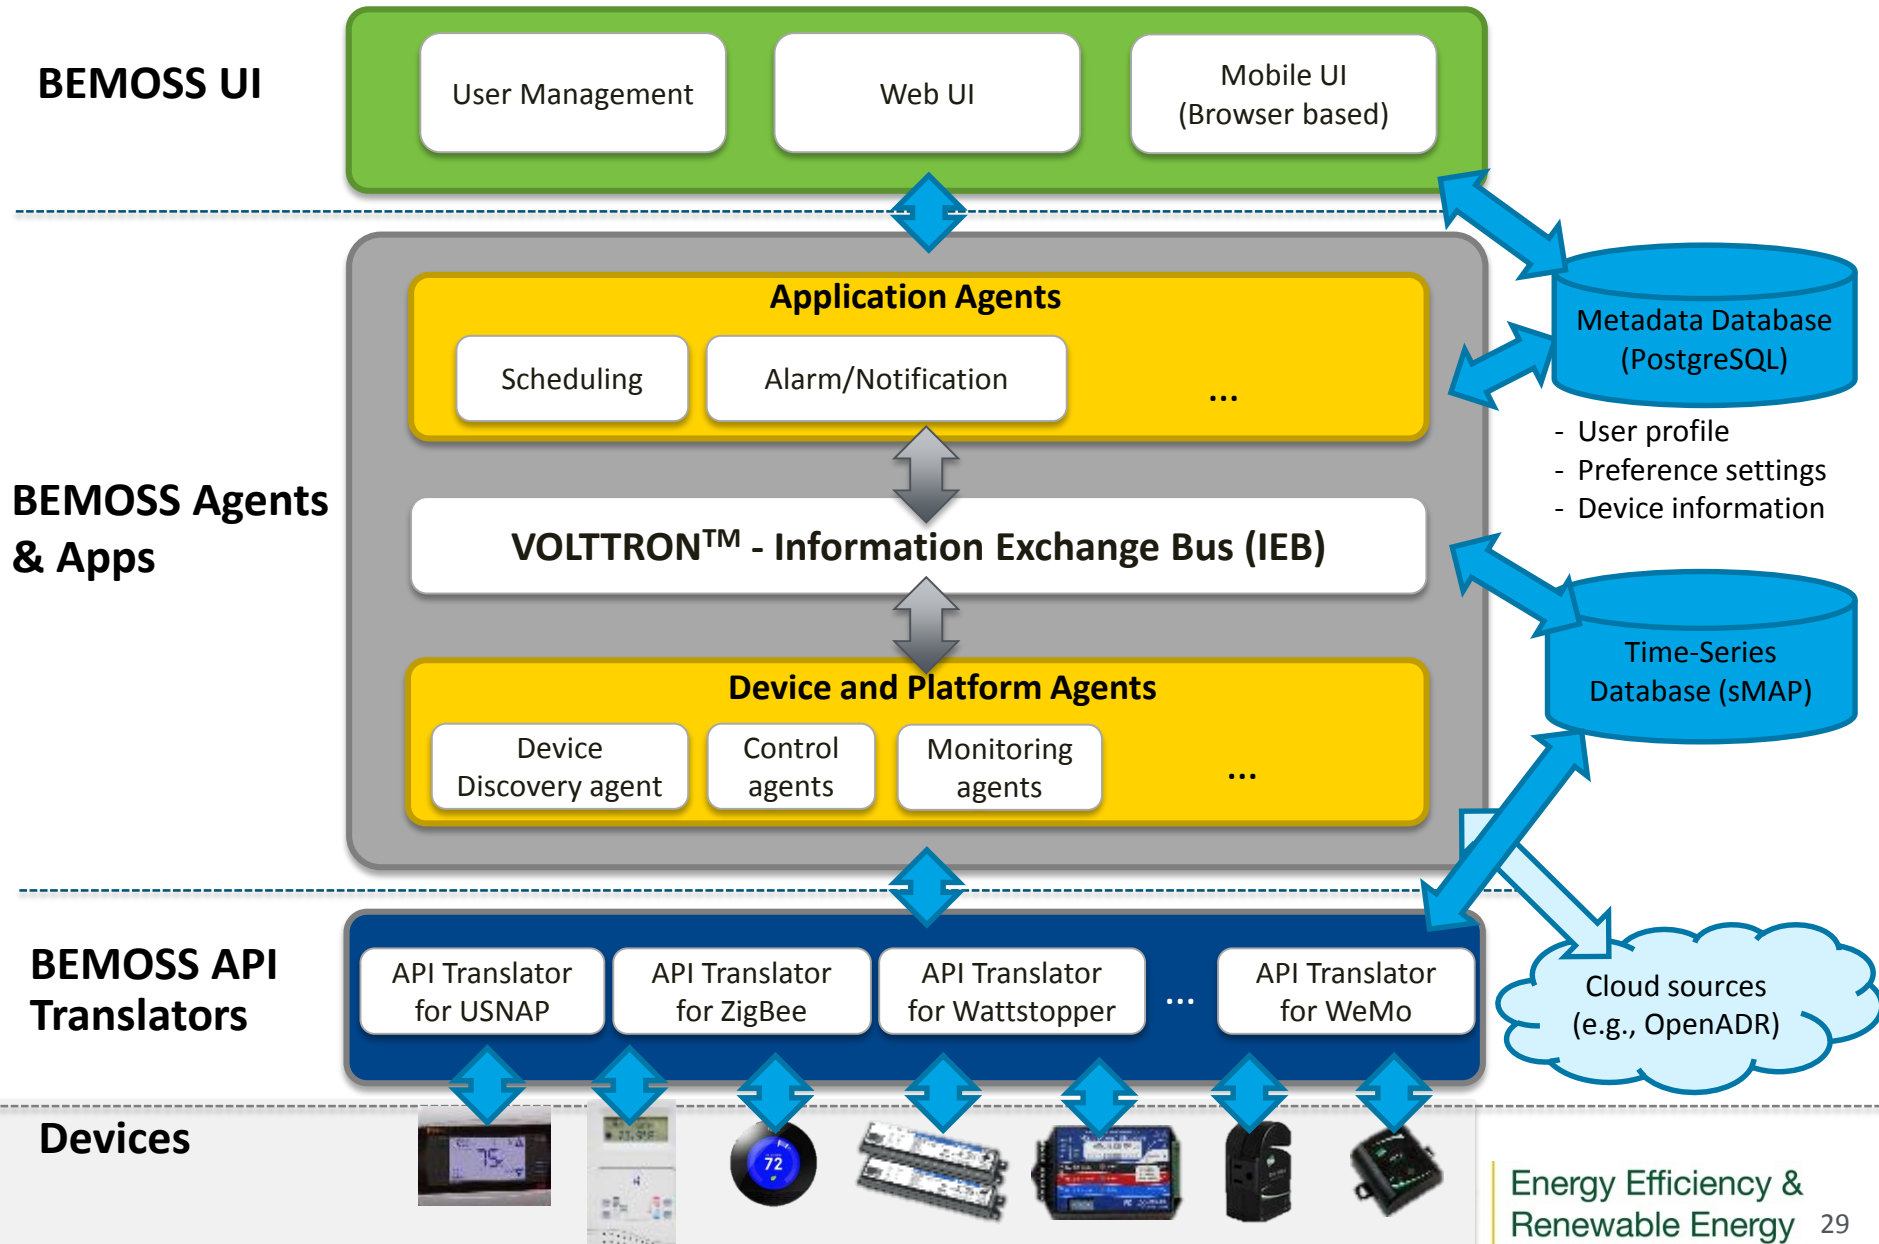 BEMOSS UI
User Management
Web UI
Mobile UI
(Browser based)
BEMOSS Agents
& Apps
Application Agents
Scheduling
Alarm/Notification
...
VOLTTRON™ - Information Exchange Bus (IEB)
Device and Platform Agents
Device
Discovery agent
Control
agents
Monitoring
agents
...
Metadata Database
(PostgreSQL)
- User profile
- Preference settings
- Device information
Time-Series
Database (sMAP)
Cloud sources
(e.g., OpenADR)
BEMOSS API
Translators
API Translator
for USNAP
API Translator
for ZigBee
API Translator
for Wattstopper
...
API Translator
for WeMo
Devices
75
72
Energy Efficiency &
Renewable Energy
29